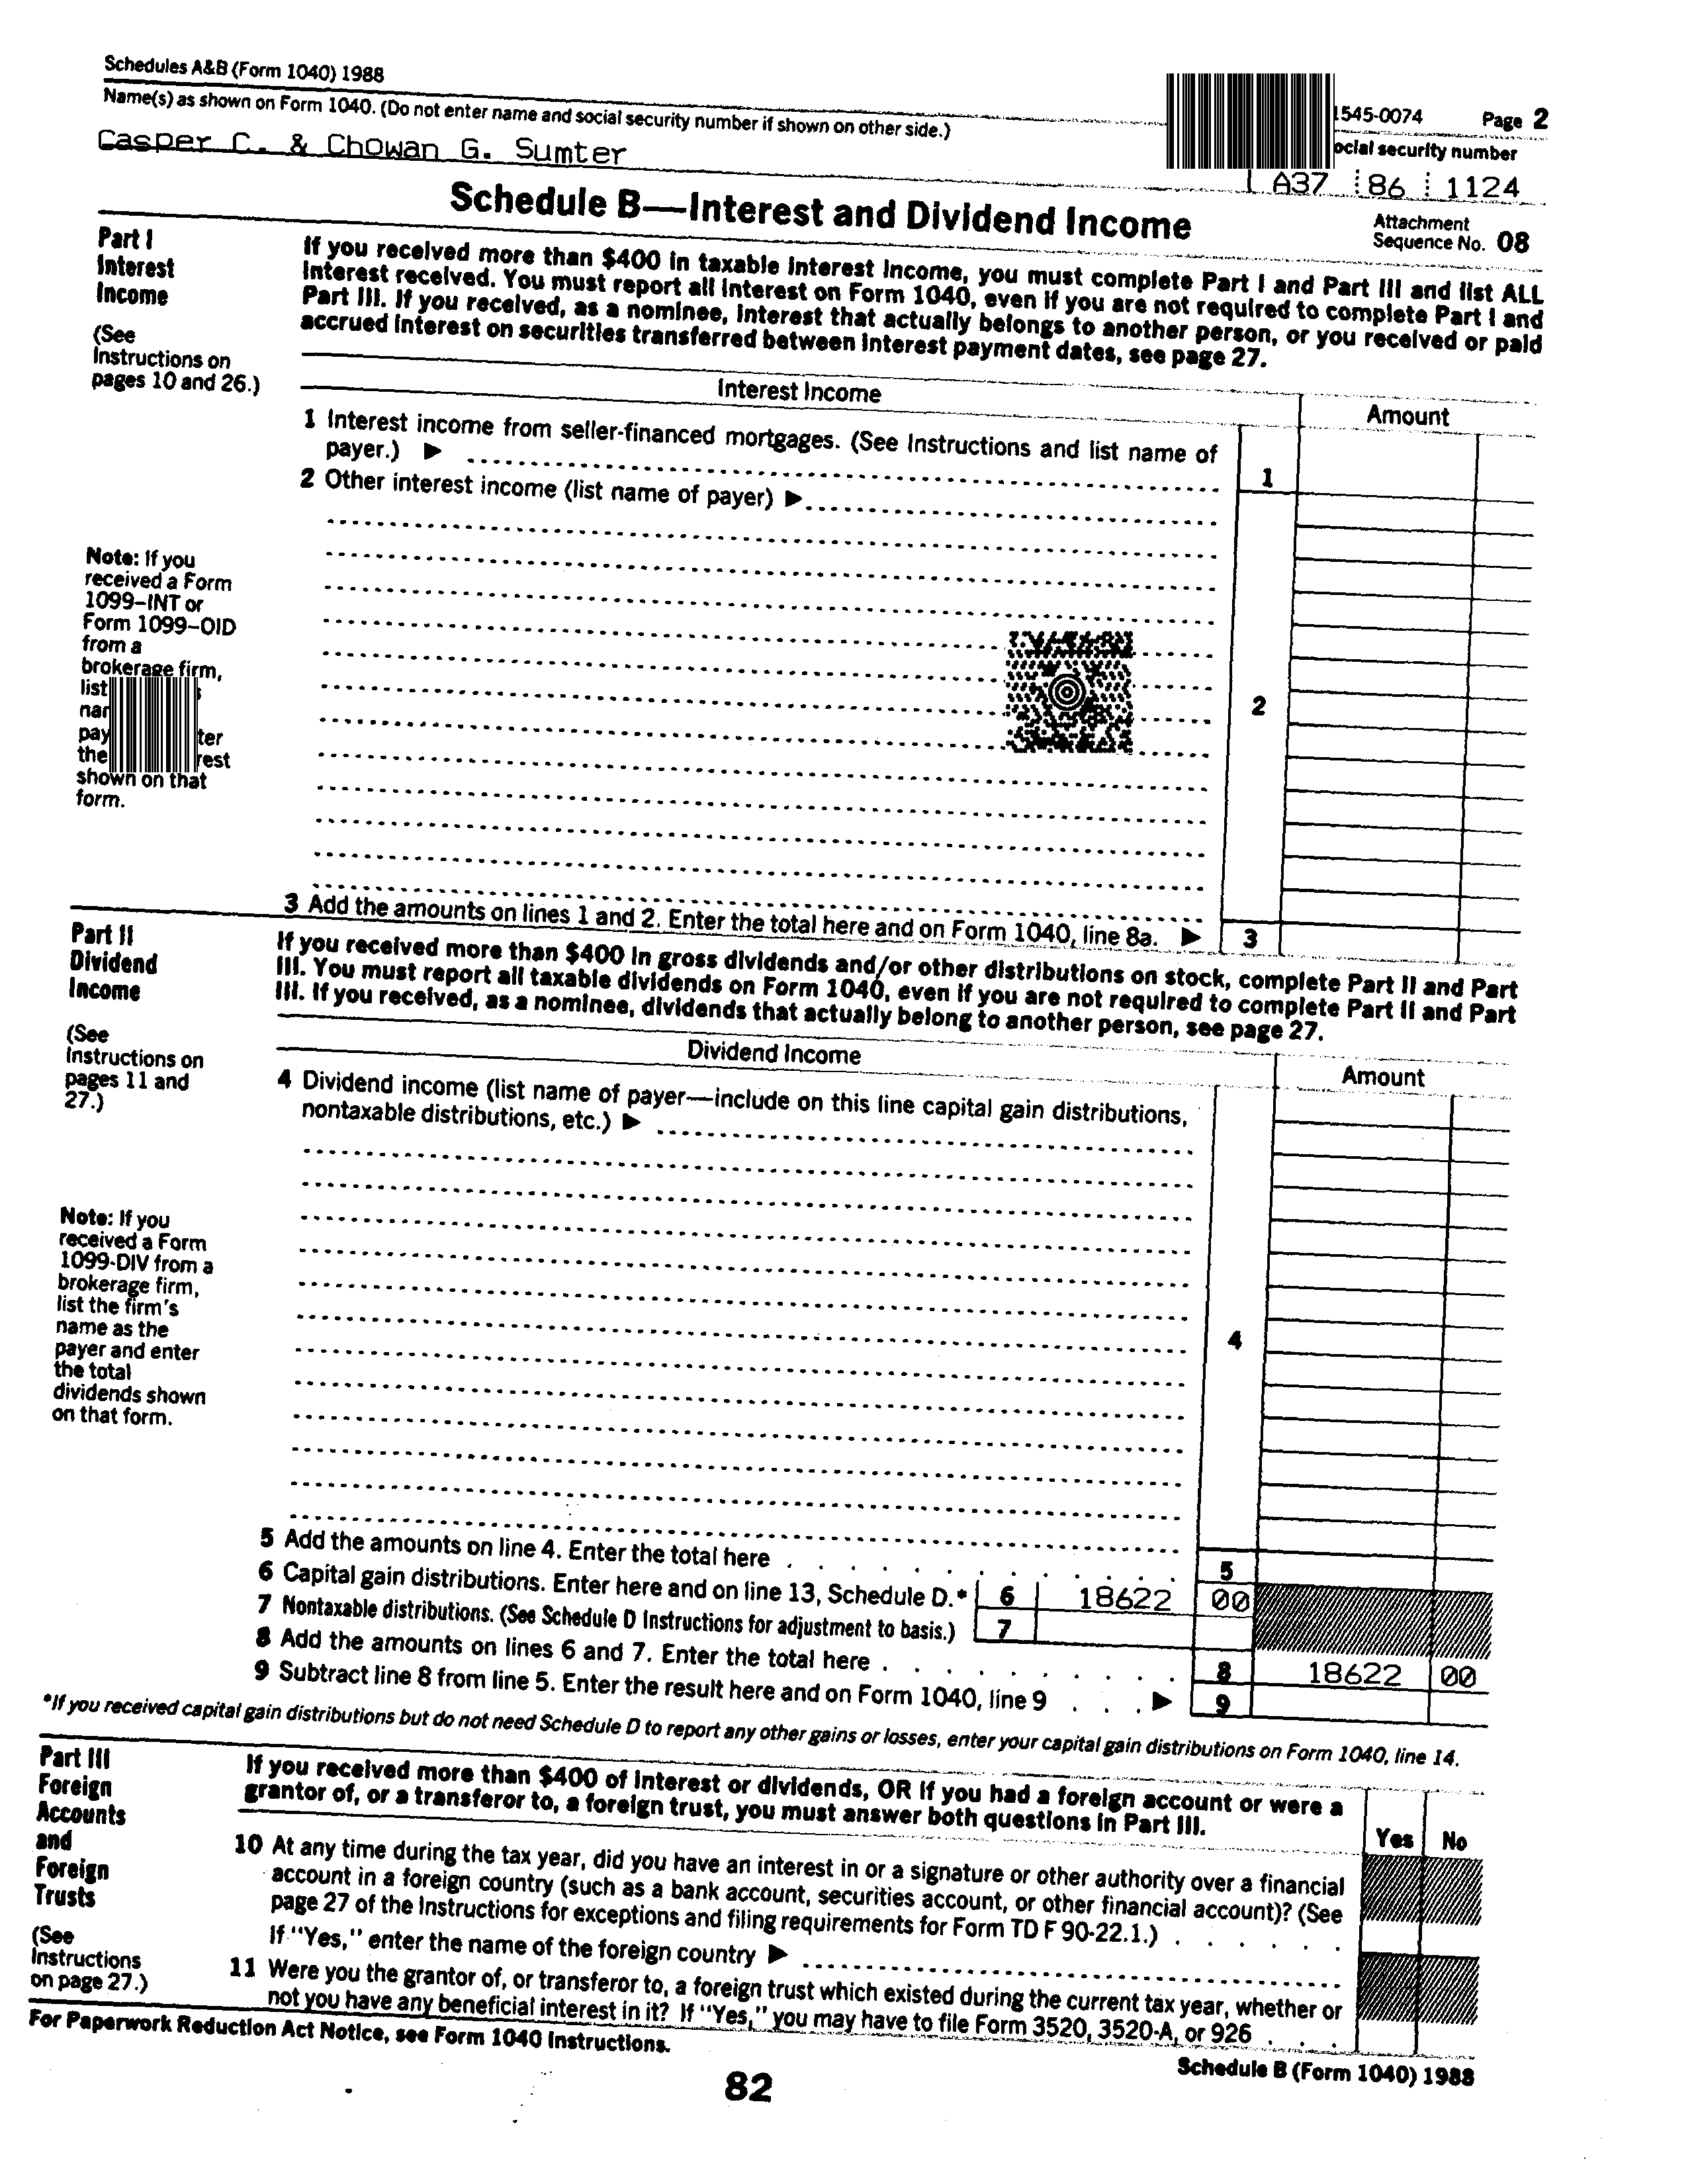 Schedules A&B (Form 1040) 1988
1545-0074 Page 2
Name(s) as shown on Form 1040. (Do not enter name and social security number if shown on other side.)
ocial security number
Casper C. & Chowan G. Sumter
A37 86 1124
Schedule B—Interest and Dividend Income
Attachment
Sequence No. 08
Part I
Interest
Income
(See
Instructions on
pages 10 and 26.)
If you received more than $400 in taxable interest income, you must complete Part I and Part III and list ALL
interest received. You must report all interest on Form 1040, even if you are not required to complete Part I and
Part III. If you received, as a nominee, interest that actually belongs to another person, or you received or paid
accrued interest on securities transferred between interest payment dates, see page 27.
Interest Income
Amount
1 Interest income from seller-financed mortgages. (See Instructions and list name of
payer.) ▶
1
2 Other interest income (list name of payer) ▶
Note: If you
received a Form
1099–INT or
Form 1099–OID
from a
brokerage firm,
list
nar
pay ter
the rest
shown on that
form.
2
3 Add the amounts on lines 1 and 2. Enter the total here and on Form 1040, line 8a. ▶
3
Part II
Dividend
Income
(See
Instructions on
pages 11 and
27.)
If you received more than $400 in gross dividends and/or other distributions on stock, complete Part II and Part
III. You must report all taxable dividends on Form 1040, even if you are not required to complete Part II and Part
III. If you received, as a nominee, dividends that actually belong to another person, see page 27.
Dividend Income
Amount
4 Dividend income (list name of payer—include on this line capital gain distributions,
nontaxable distributions, etc.) ▶
Note: If you
received a Form
1099-DIV from a
brokerage firm,
list the firm's
name as the
payer and enter
the total
dividends shown
on that form.
4
5 Add the amounts on line 4. Enter the total here
5
6 Capital gain distributions. Enter here and on line 13, Schedule D.* 6 18622 00
7 Nontaxable distributions. (See Schedule D Instructions for adjustment to basis.) 7
8 Add the amounts on lines 6 and 7. Enter the total here 8 18622 00
9 Subtract line 8 from line 5. Enter the result here and on Form 1040, line 9 ▶ 9
*If you received capital gain distributions but do not need Schedule D to report any other gains or losses, enter your capital gain distributions on Form 1040, line 14.
Part III
Foreign
Accounts
and
Foreign
Trusts
(See
Instructions
on page 27.)
If you received more than $400 of interest or dividends, OR if you had a foreign account or were a
grantor of, or a transferor to, a foreign trust, you must answer both questions in Part III.
Yes No
10 At any time during the tax year, did you have an interest in or a signature or other authority over a financial
account in a foreign country (such as a bank account, securities account, or other financial account)? (See
page 27 of the Instructions for exceptions and filing requirements for Form TD F 90-22.1.)
If "Yes," enter the name of the foreign country ▶
11 Were you the grantor of, or transferor to, a foreign trust which existed during the current tax year, whether or
not you have any beneficial interest in it? If "Yes," you may have to file Form 3520, 3520-A, or 926
For Paperwork Reduction Act Notice, see Form 1040 Instructions.
Schedule B (Form 1040) 1988
82